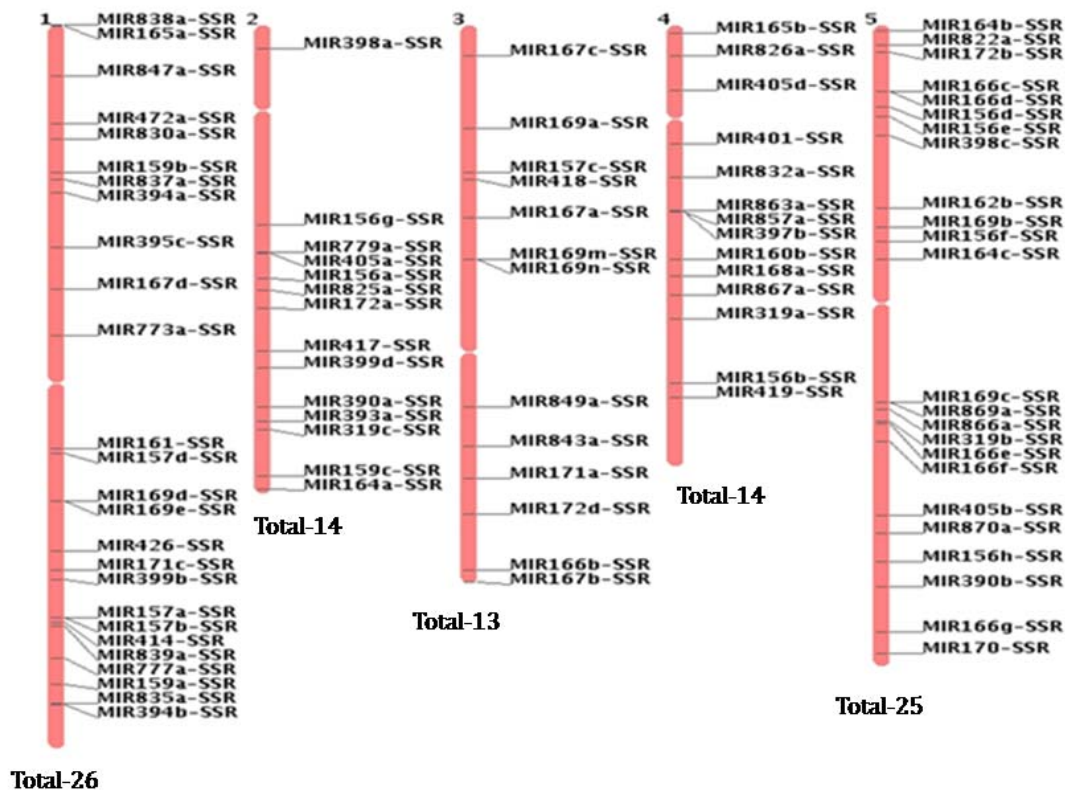 1
MIR838a-SSR
MIR165a-SSR
MIR847a-SSR
MIR472a-SSR
MIR830a-SSR
MIR159b-SSR
MIR837a-SSR
MIR394a-SSR
MIR395c-SSR
MIR167d-SSR
MIR773a-SSR
MIR161-SSR
MIR157d-SSR
MIR169d-SSR
MIR169e-SSR
MIR426-SSR
MIR171c-SSR
MIR399b-SSR
MIR157a-SSR
MIR157b-SSR
MIR414-SSR
MIR839a-SSR
MIR777a-SSR
MIR159a-SSR
MIR835a-SSR
MIR394b-SSR
Total-26
2
MIR398a-SSR
MIR156g-SSR
MIR779a-SSR
MIR405a-SSR
MIR156a-SSR
MIR825a-SSR
MIR172a-SSR
MIR417-SSR
MIR399d-SSR
MIR390a-SSR
MIR393a-SSR
MIR319c-SSR
MIR159c-SSR
MIR164a-SSR
Total-14
3
MIR167c-SSR
MIR169a-SSR
MIR157c-SSR
MIR418-SSR
MIR167a-SSR
MIR169m-SSR
MIR169n-SSR
MIR849a-SSR
MIR843a-SSR
MIR171a-SSR
MIR172d-SSR
MIR166b-SSR
MIR167b-SSR
Total-13
4
MIR165b-SSR
MIR826a-SSR
MIR405d-SSR
MIR401-SSR
MIR832a-SSR
MIR863a-SSR
MIR857a-SSR
MIR397b-SSR
MIR160b-SSR
MIR168a-SSR
MIR867a-SSR
MIR319a-SSR
MIR156b-SSR
MIR419-SSR
Total-14
5
MIR164b-SSR
MIR822a-SSR
MIR172b-SSR
MIR166c-SSR
MIR166d-SSR
MIR156d-SSR
MIR156e-SSR
MIR398c-SSR
MIR162b-SSR
MIR169b-SSR
MIR156f-SSR
MIR164c-SSR
MIR169c-SSR
MIR869a-SSR
MIR866a-SSR
MIR319b-SSR
MIR166e-SSR
MIR166f-SSR
MIR405b-SSR
MIR870a-SSR
MIR156h-SSR
MIR390b-SSR
MIR166g-SSR
MIR170-SSR
Total-25